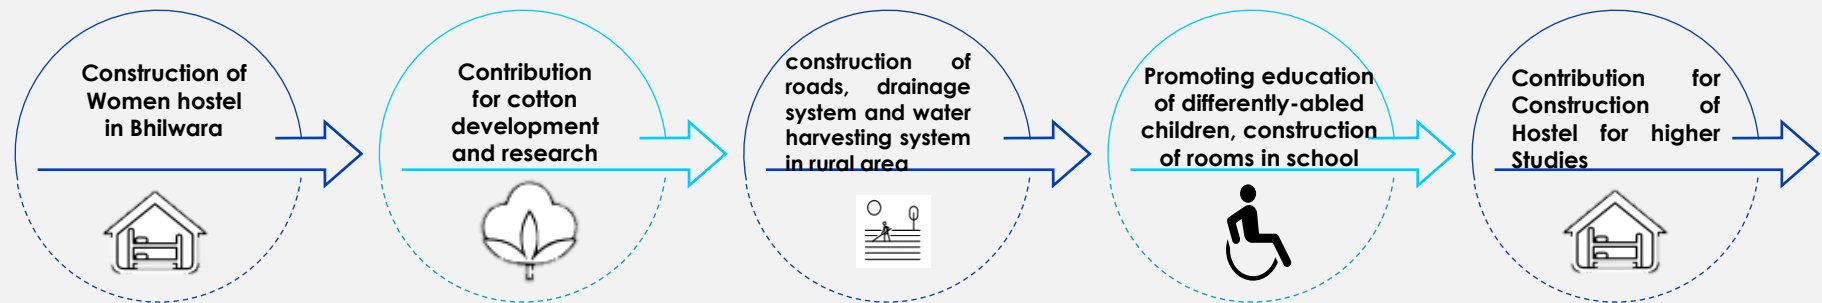 Construction of
Women hostel
in Bhilwara
Contribution
for cotton
development
and research
construction of
roads, drainage
system and water
harvesting system
in rural area
Promoting education
of differently-abled
children, construction
of rooms in school
Contribution for
Construction of
Hostel for higher
Studies